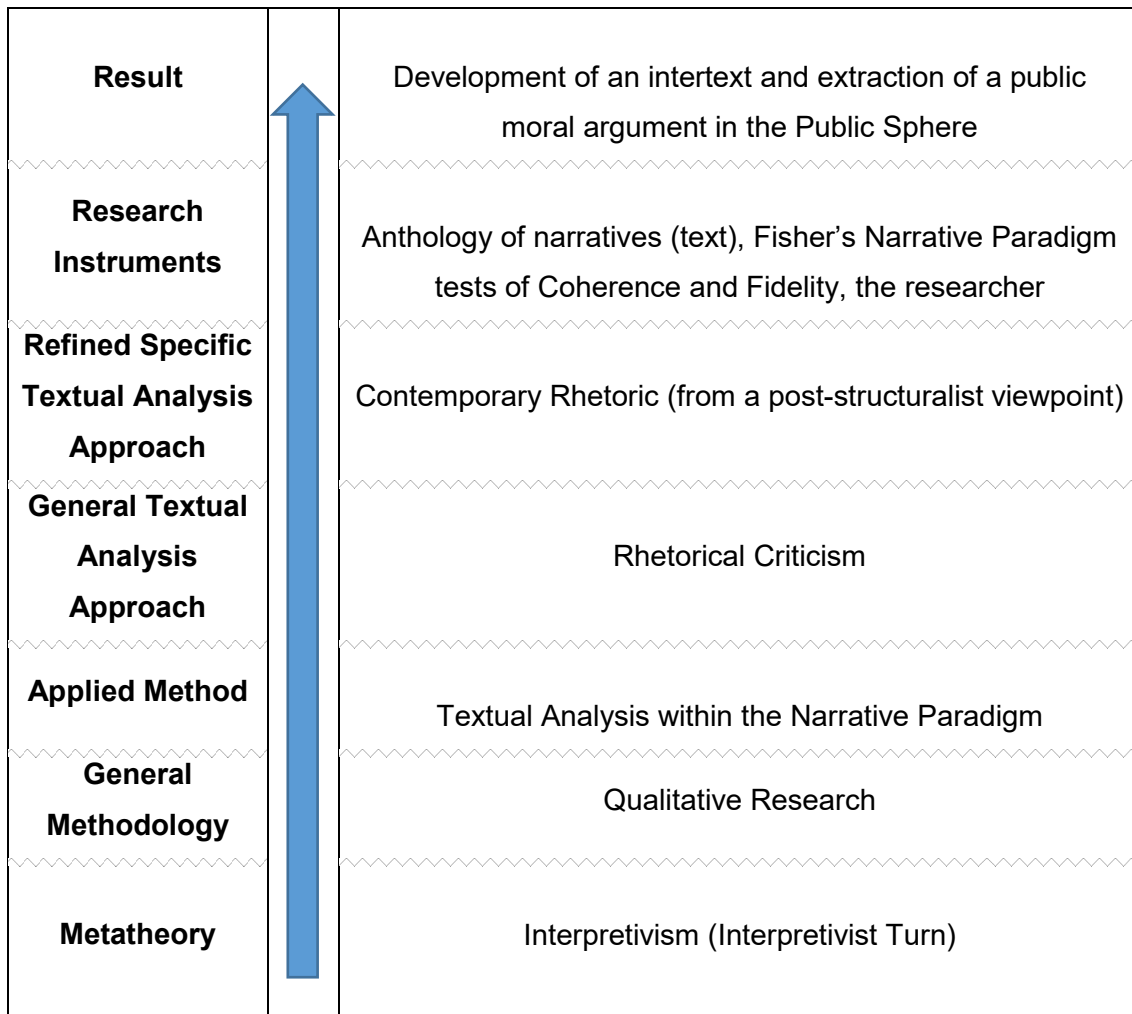 Result
Development of an intertext and extraction of a public
moral argument in the Public Sphere
Research
Instruments
Anthology of narratives (text), Fisher’s Narrative Paradigm
tests of Coherence and Fidelity, the researcher
Refined Specific
Textual Analysis
Approach
Contemporary Rhetoric (from a post-structuralist viewpoint)
General Textual
Analysis
Approach
Rhetorical Criticism
Applied Method
Textual Analysis within the Narrative Paradigm
General
Methodology
Qualitative Research
Metatheory
Interpretivism (Interpretivist Turn)